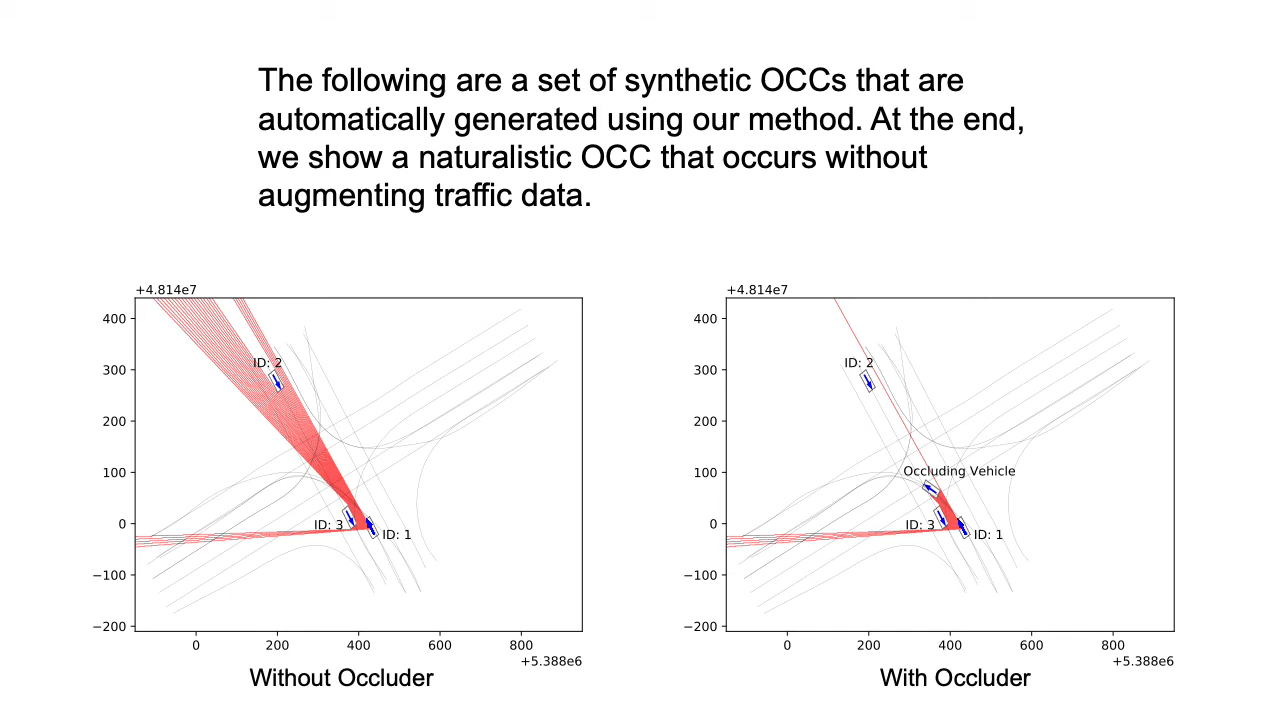 The following are a set of synthetic OCCs that are
automatically generated using our method. At the end,
we show a naturalistic OCC that occurs without
augmenting traffic data.
+4.814e7
400
300
200
100
0
−100
−200
ID: 2
ID: 3
ID: 1
0
200
400
600
800
+5.388e6
Without Occluder
+4.814e7
400
300
200
100
0
−100
−200
ID: 2
Occluding Vehicle
ID: 3
ID: 1
0
200
400
600
800
+5.388e6
With Occluder